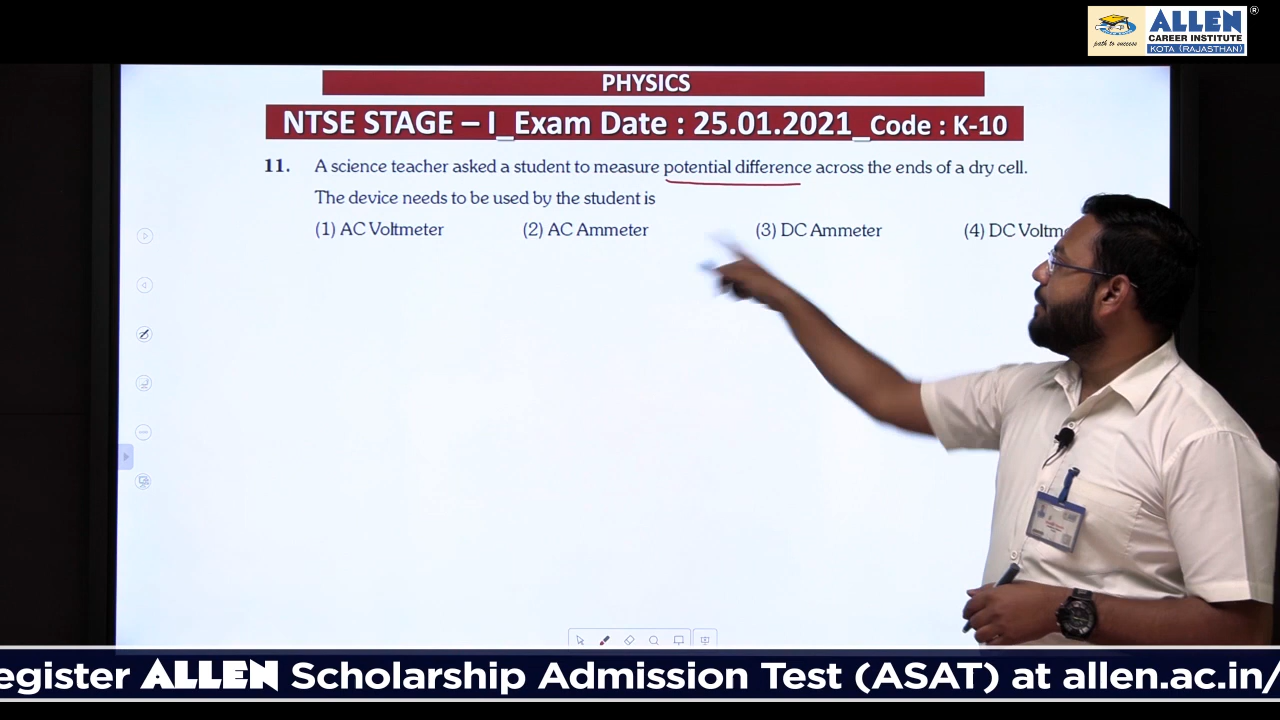 ALLEN
CAREER INSTITUTE
KOTA (RAJASTHAN)
path to success
®
PHYSICS
NTSE STAGE – I_Exam Date : 25.01.2021_Code : K-10
11. A science teacher asked a student to measure potential difference across the ends of a dry cell.
The device needs to be used by the student is
(1) AC Voltmeter (2) AC Ammeter (3) DC Ammeter (4) DC Voltm
egister ALLEN Scholarship Admission Test (ASAT) at allen.ac.in/